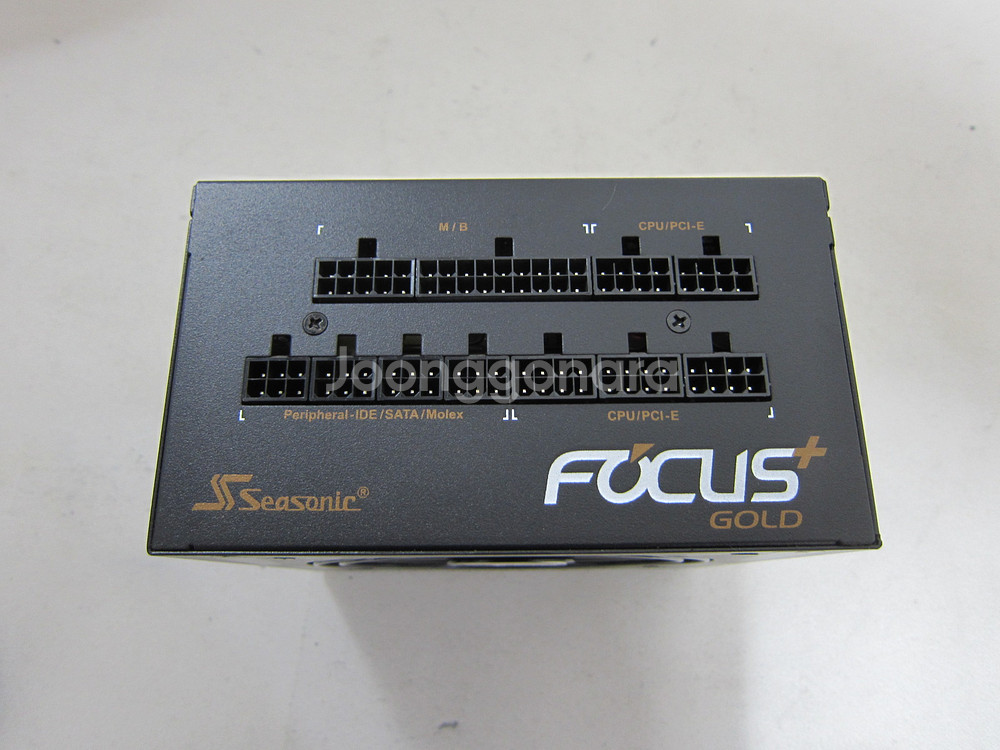 M / B
CPU/PCI-E
Joonggonara
Peripheral-IDE/SATA/Molex
CPU/PCI-E
Seasonic®
FOCUS+
GOLD